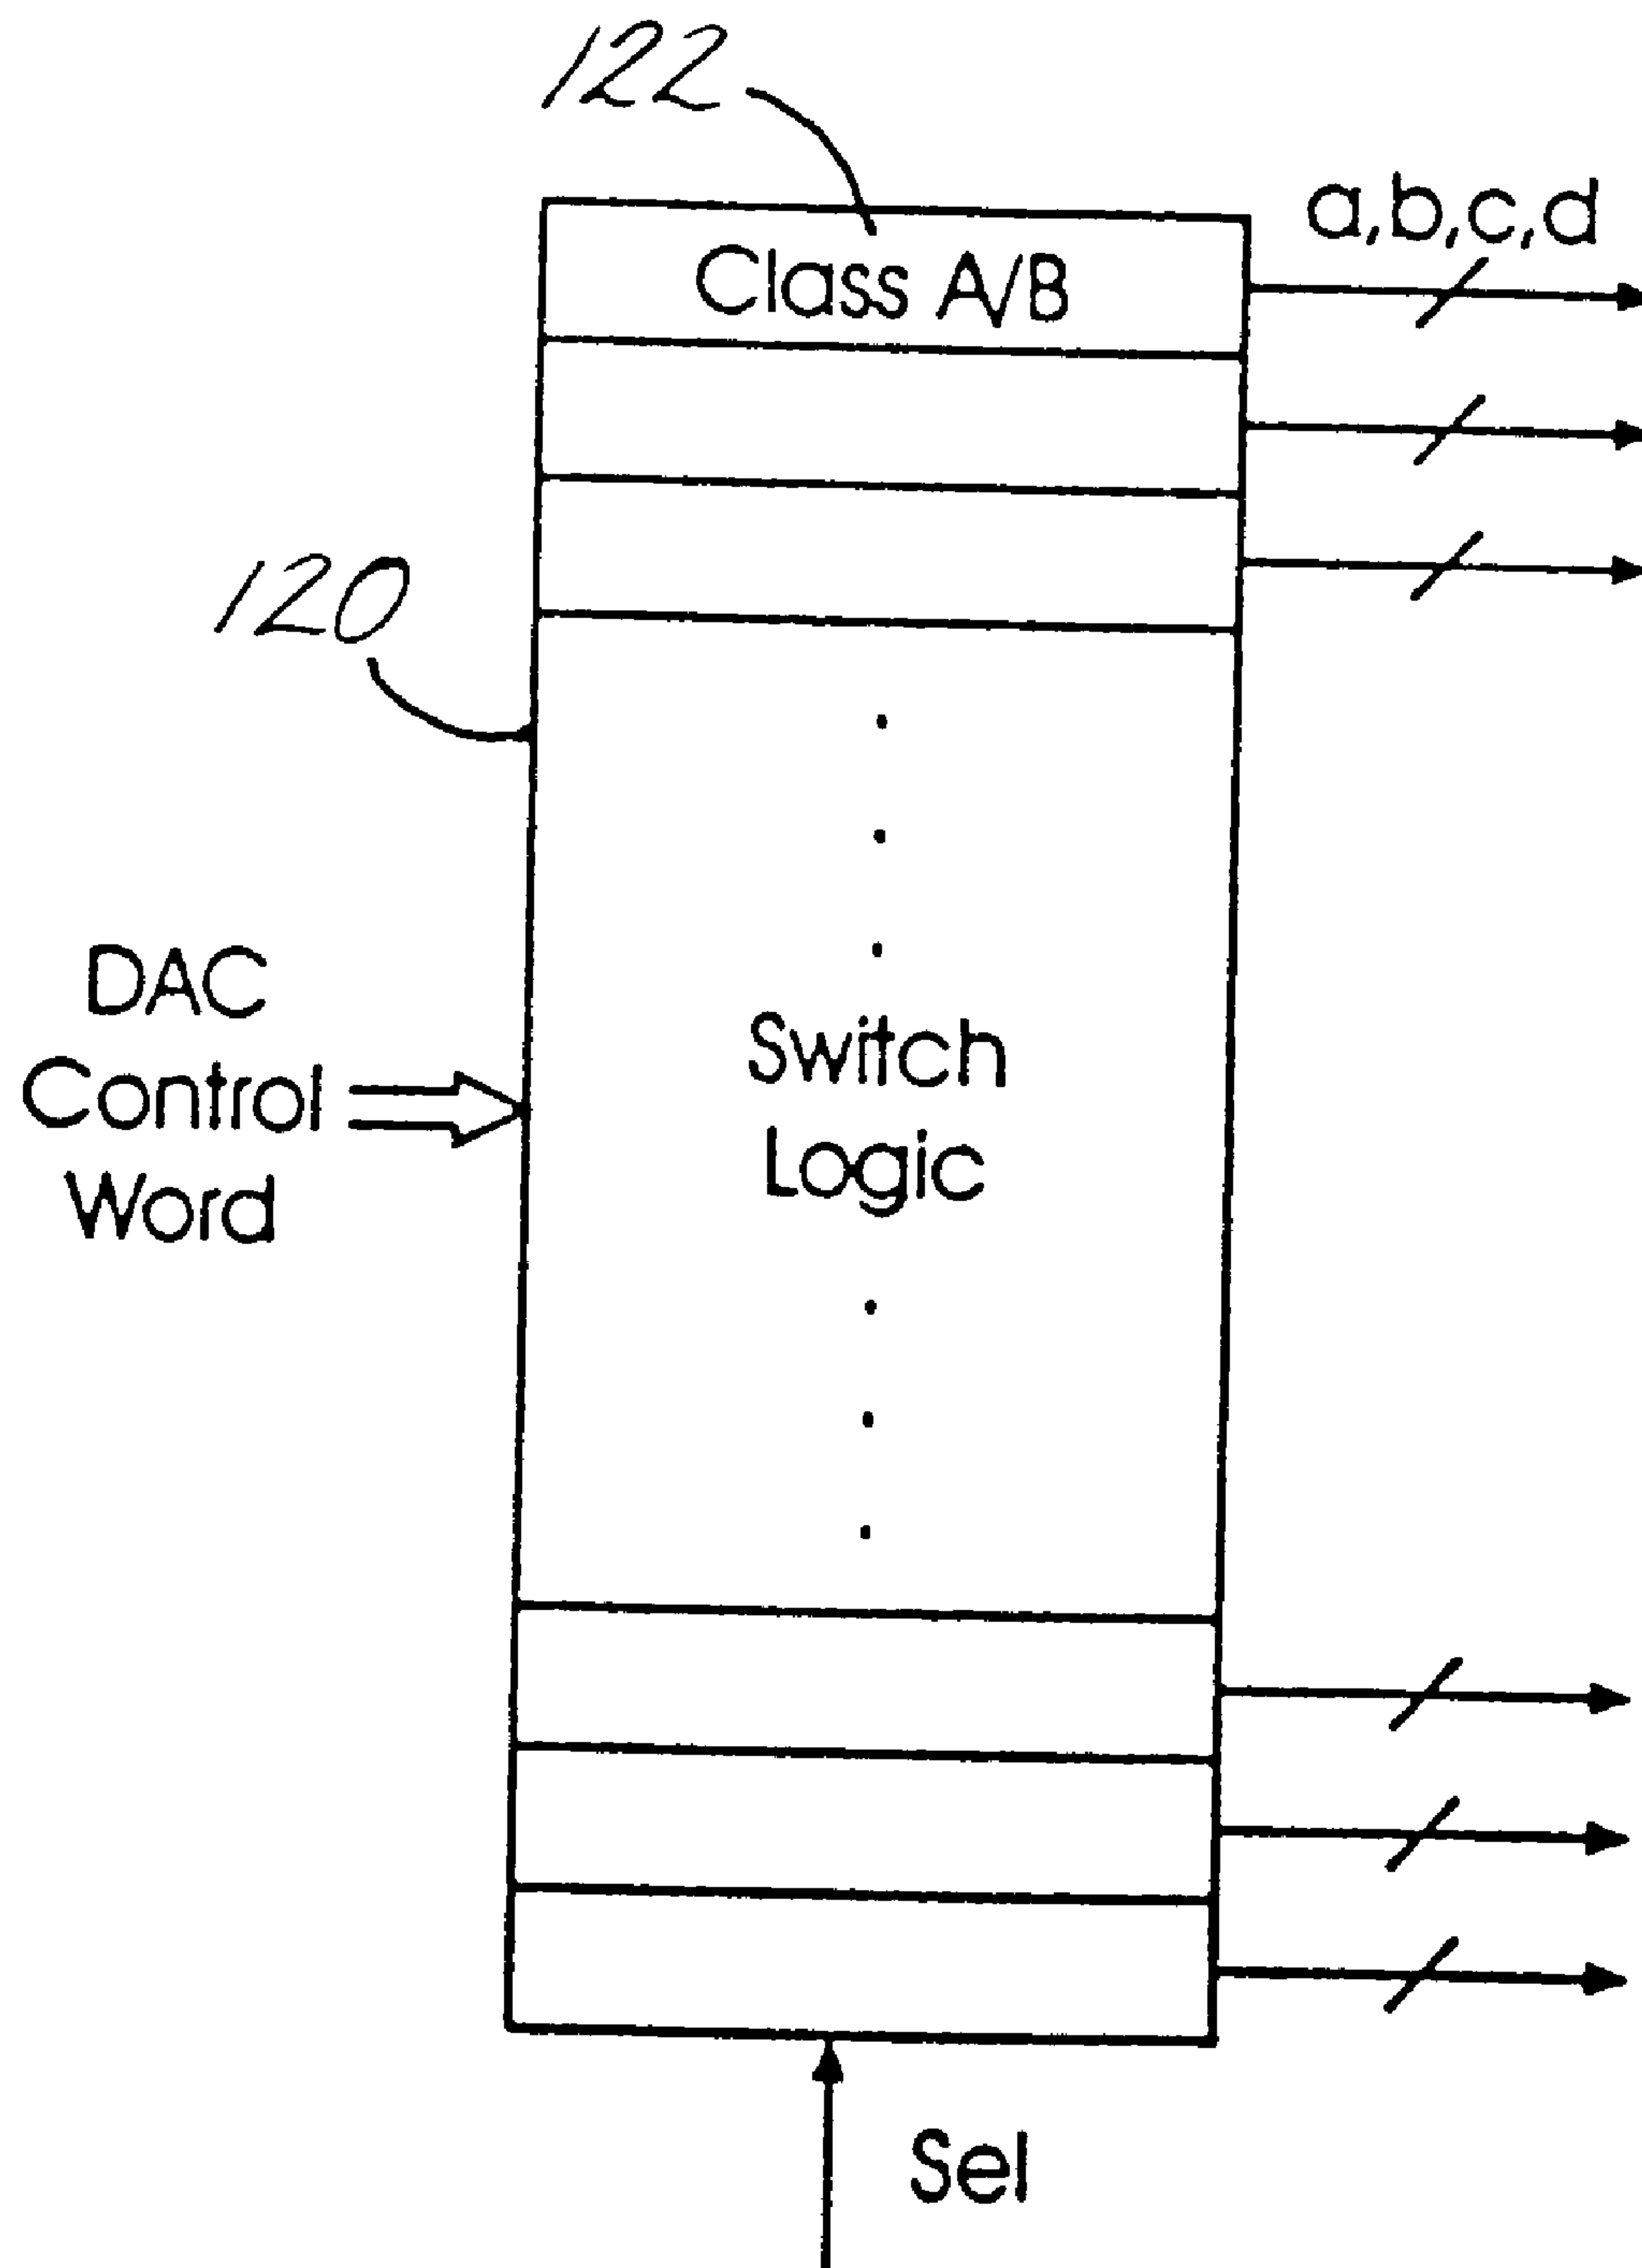 122
a,b,c,d
Class A/B
120
DAC
Control
Word
Switch
Logic
Sel